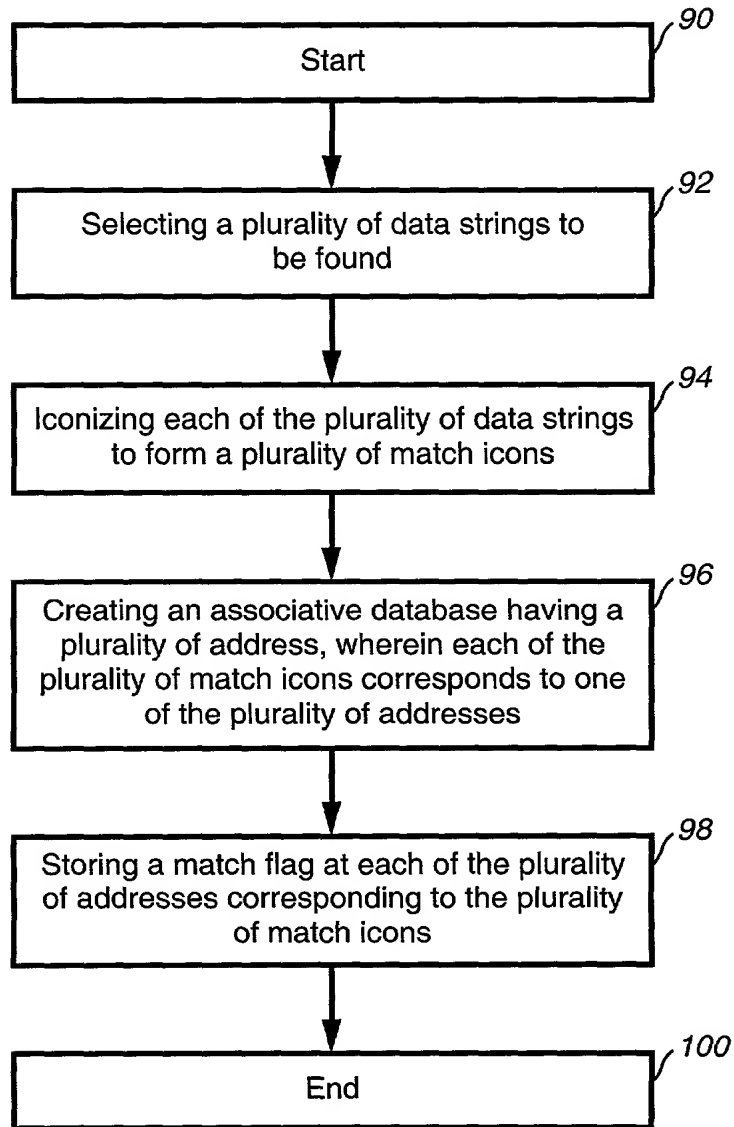 90
Start
92
Selecting a plurality of data strings to
be found
94
Iconizing each of the plurality of data strings
to form a plurality of match icons
96
Creating an associative database having a
plurality of address, wherein each of the
plurality of match icons corresponds to one
of the plurality of addresses
98
Storing a match flag at each of the plurality
of addresses corresponding to the plurality
of match icons
100
End